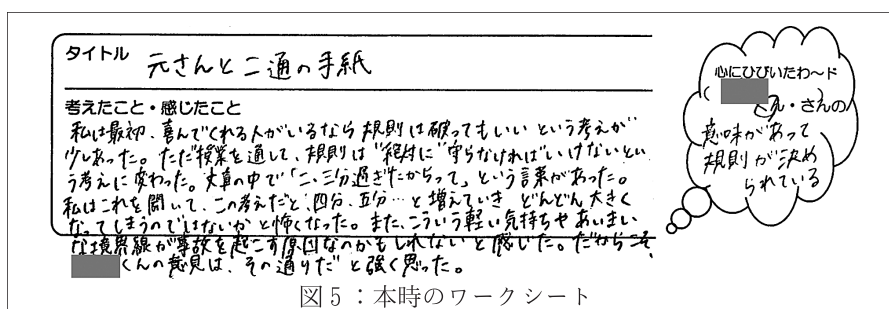 タイトル 元さんと二通の手紙
考えたこと・感じたこと
私は最初、喜んでくれる人がいるなら規則は破ってもいいという考えが
少しあった。ただ授業を通して、規則は"絶対に"守らなければいけないとい
う考えに変わった。文章の中で「二、三分過ぎたからって」という言葉があった。
私はこれを聞いて、この考えだと四分、五分…と増えていき、どんどん大きく
なってしまうのではないかと怖くなった。また、こういう軽い気持ちやあいまい
な境界線が事故を起こす原因なのかもしれないと感じた。だからこそ、
くんの意見は、その通りだと強く思った。
心にひびいたわ〜ド
(くん・さんの
意味があって
規則が決め
られている
図5:本時のワークシート